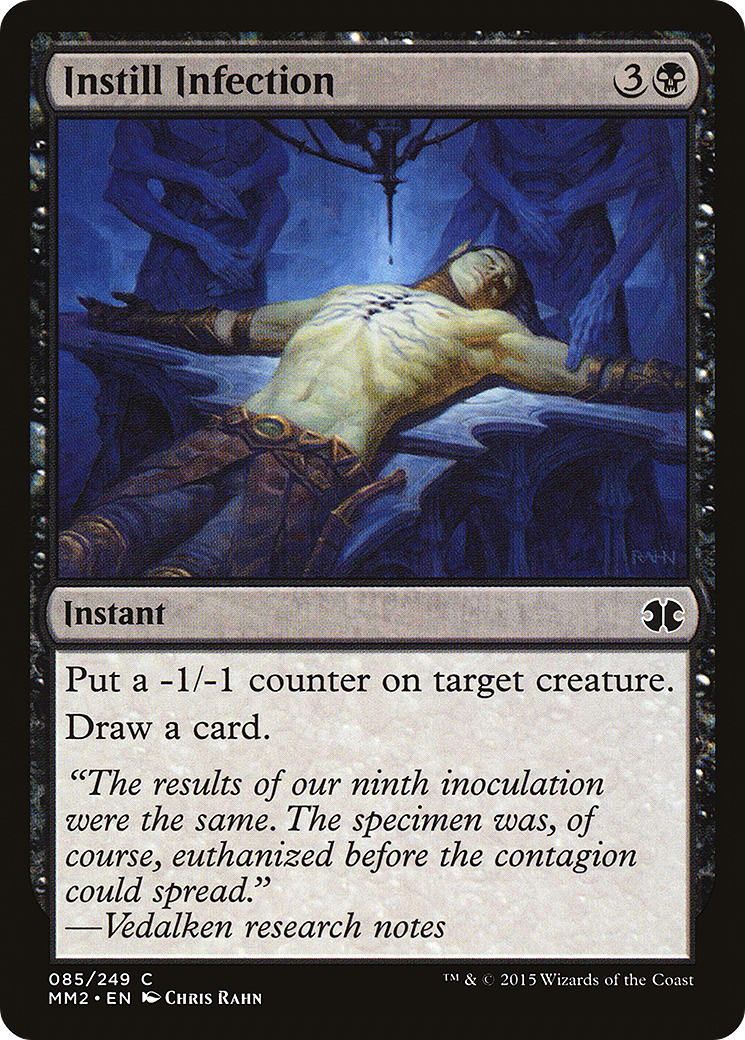 Instill Infection 3
RAHN
Instant
Put a -1/-1 counter on target creature.
Draw a card.
“The results of our ninth inoculation
were the same. The specimen was, of
course, euthanized before the contagion
could spread.”
—Vedalken research notes
085/249 C
™ & © 2015 Wizards of the Coast
MM2 • EN Chris Rahn